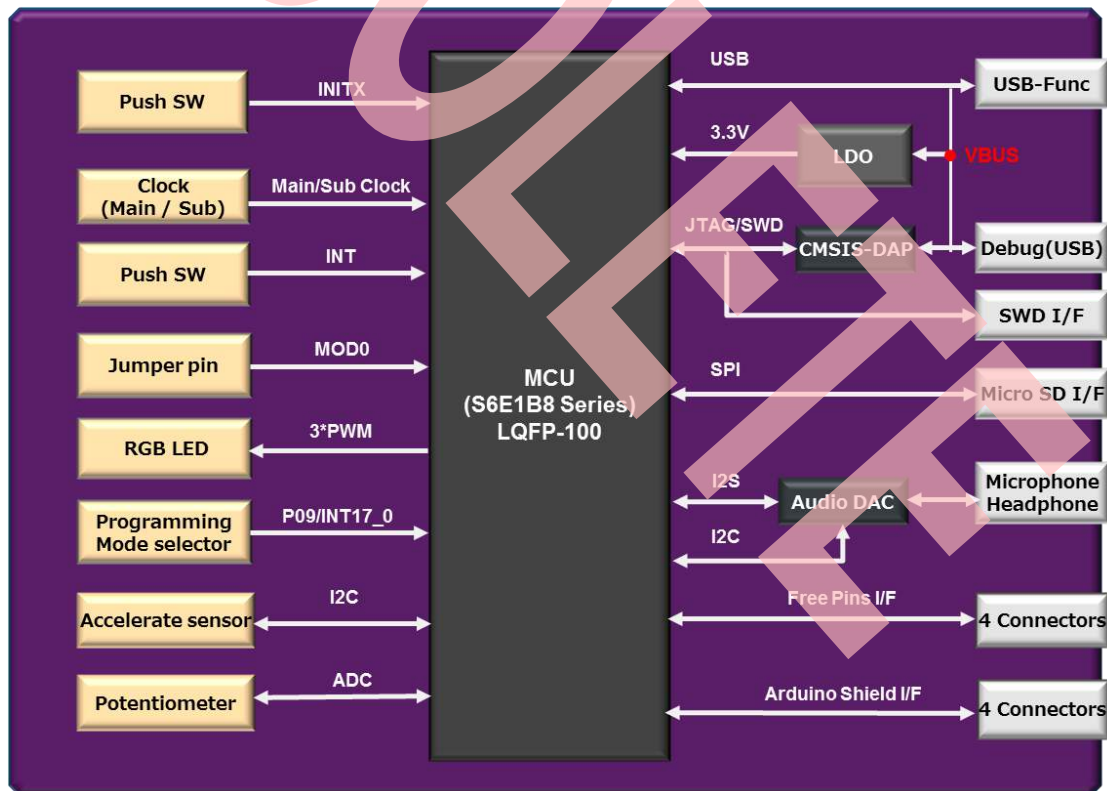 Push SW
INITX
Clock
(Main / Sub)
Main/Sub Clock
Push SW
INT
Jumper pin
MOD0
RGB LED
3*PWM
Programming
Mode selector
P09/INT17_0
Accelerate sensor
I2C
Potentiometer
ADC
MCU
(S6E1B8 Series)
LQFP-100
USB
USB-Func
3.3V
LDO
VBUS
JTAG/SWD
CMSIS-DAP
Debug(USB)
SWD I/F
SPI
Micro SD I/F
I2S
Audio DAC
Microphone
Headphone
I2C
Free Pins I/F
4 Connectors
Arduino Shield I/F
4 Connectors